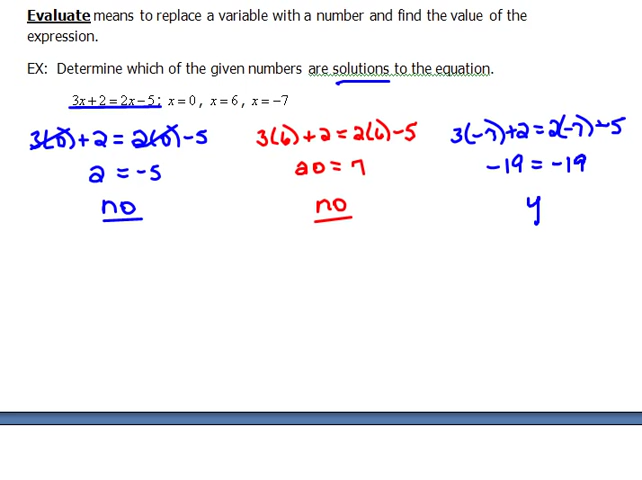 Evaluate means to replace a variable with a number and find the value of the
expression.
EX: Determine which of the given numbers are solutions to the equation.
3x+2=2x-5; x=0, x=6, x=-7
3(0)+2=2(0)-5 3(6)+2=2(6)-5 3(-7)+2=2(-7)-5
2=-5 20=7 -19=-19
no no y